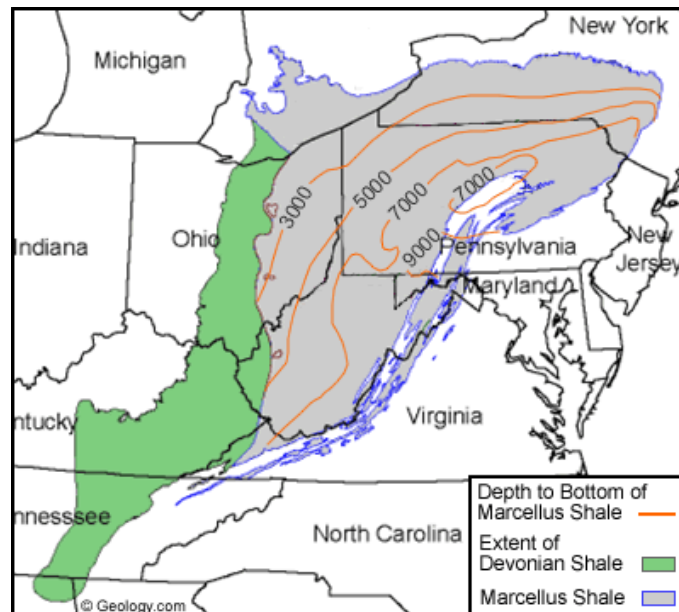 New York
Michigan
3000
5000
7000
7000
Ohio
Indiana
9000
Pennsylvania
New
Jersey
Maryland
ntucky
Virginia
nnesssee
North Carolina
Depth to Bottom of
Marcellus Shale
Extent of
Devonian Shale
Marcellus Shale
© Geology.com